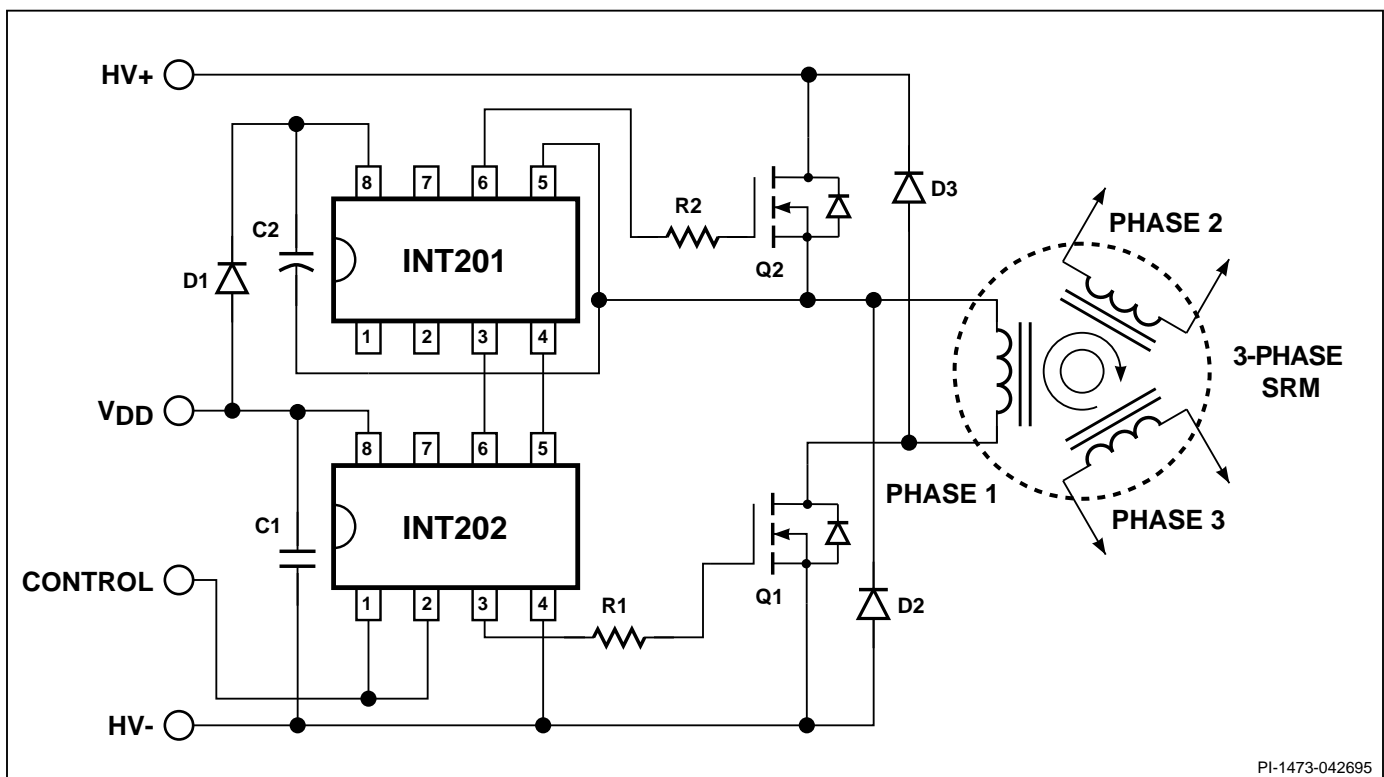 HV+
8
7
6
5
R2
D3
PHASE 2
C2
D1
INT201
Q2
3-PHASE
SRM
1
2
3
4
VDD
8
7
6
5
PHASE 1
C1
INT202
PHASE 3
CONTROL
1
2
3
4
R1
Q1
D2
HV-
PI-1473-042695